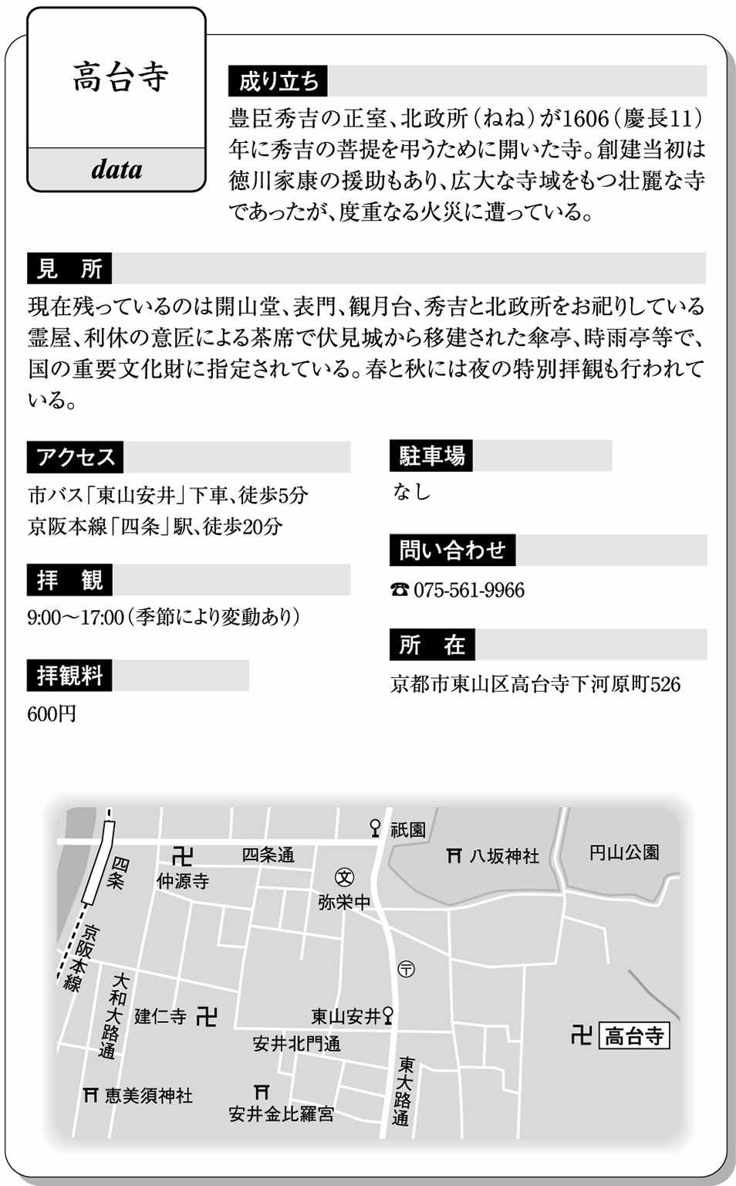 高台寺
data
成り立ち
豊臣秀吉の正室、北政所（ねね）が1606（慶長11）
年に秀吉の菩提を弔うために開いた寺。創建当初は
徳川家康の援助もあり、広大な寺域をもつ壮麗な寺
であったが、度重なる火災に遭っている。
見 所
現在残っているのは開山堂、表門、観月台、秀吉と北政所をお祀りしている
霊屋、利休の意匠による茶席で伏見城から移建された傘亭、時雨亭等で、
国の重要文化財に指定されている。春と秋には夜の特別拝観も行われて
いる。
アクセス
市バス「東山安井」下車、徒歩5分
京阪本線「四条」駅、徒歩20分
拝 観
9:00〜17:00（季節により変動あり）
拝観料
600円
駐車場
なし
問い合わせ
☎075-561-9966
所 在
京都市東山区高台寺下河原町526
祇園
四条
卍
仲源寺
四条通
文
弥栄中
八坂神社
円山公園
京阪本線
〒
大和大路通
建仁寺 卍
東山安井
安井北門通
卍 高台寺
東大路通
恵美須神社
安井金比羅宮